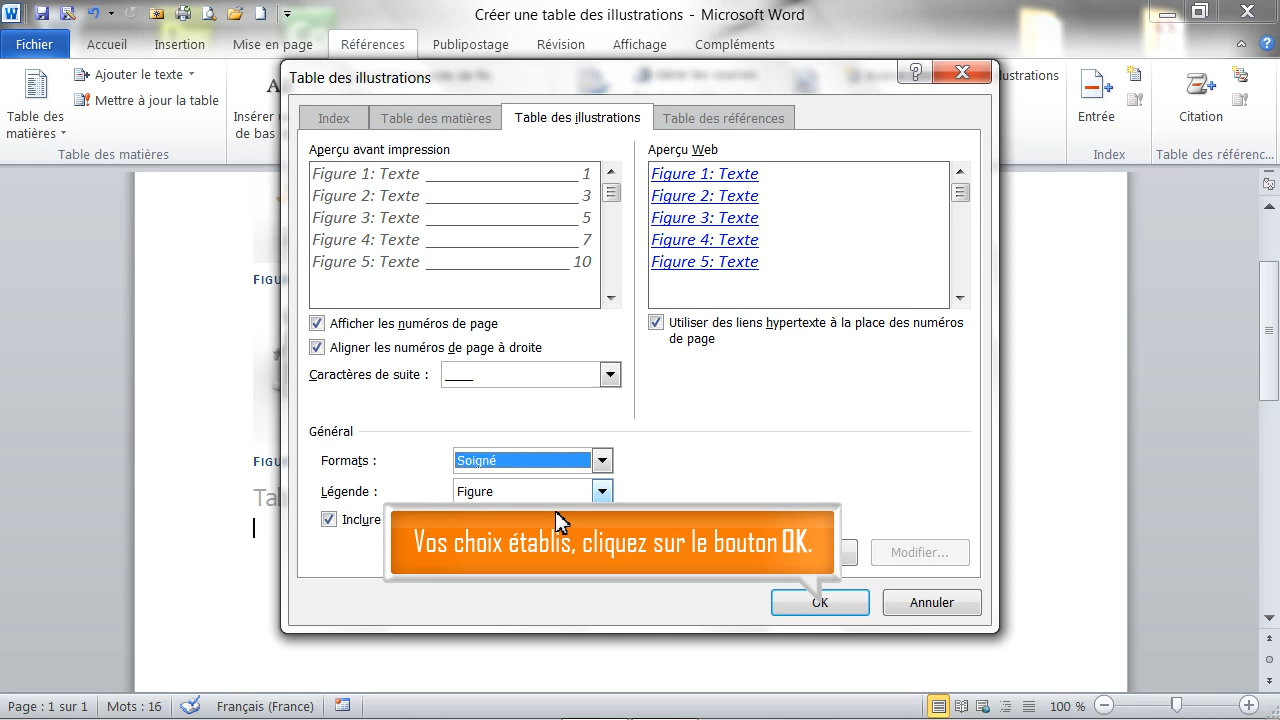 Créer une table des illustrations - Microsoft Word
Fichier Accueil Insertion Mise en page Références Publipostage Révision Affichage Compléments
Table des matières
Ajouter le texte
Mettre à jour la table
Table des matières
Insérer
de bas
Entrée
Index
Citation
Table des référenc...
Table des illustrations
Index Table des matières Table des illustrations Table des références
Aperçu avant impression
Figure 1: Texte 1
Figure 2: Texte 3
Figure 3: Texte 5
Figure 4: Texte 7
Figure 5: Texte 10
Aperçu Web
Figure 1: Texte
Figure 2: Texte
Figure 3: Texte
Figure 4: Texte
Figure 5: Texte
Afficher les numéros de page
Aligner les numéros de page à droite
Caractères de suite :
Utiliser des liens hypertexte à la place des numéros
de page
Général
Formats : Soigné
Légende : Figure
Inclure
Modifier...
Vos choix établis, cliquez sur le bouton OK.
OK Annuler
Page : 1 sur 1 Mots : 16 Français (France) 100 %